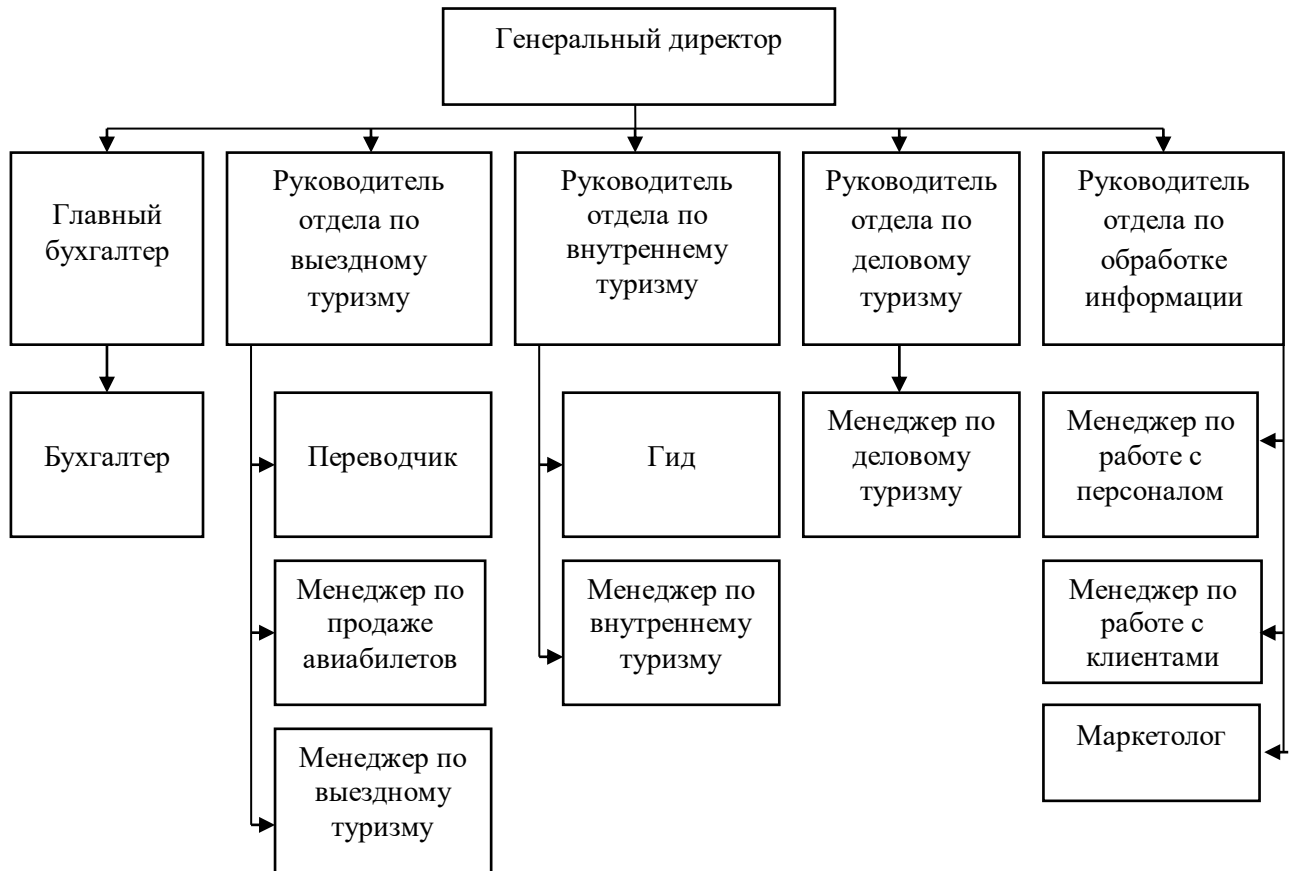 Генеральный директор
Главный
бухгалтер
Руководитель
отдела по
выездному
туризму
Руководитель
отдела по
внутреннему
туризму
Руководитель
отдела по
деловому
туризму
Руководитель
отдела по
обработке
информации
Бухгалтер
Переводчик
Гид
Менеджер по
деловому
туризму
Менеджер по
работе с
персоналом
Менеджер по
продаже
авиабилетов
Менеджер по
внутреннему
туризму
Менеджер по
работе с
клиентами
Менеджер по
выездному
туризму
Маркетолог